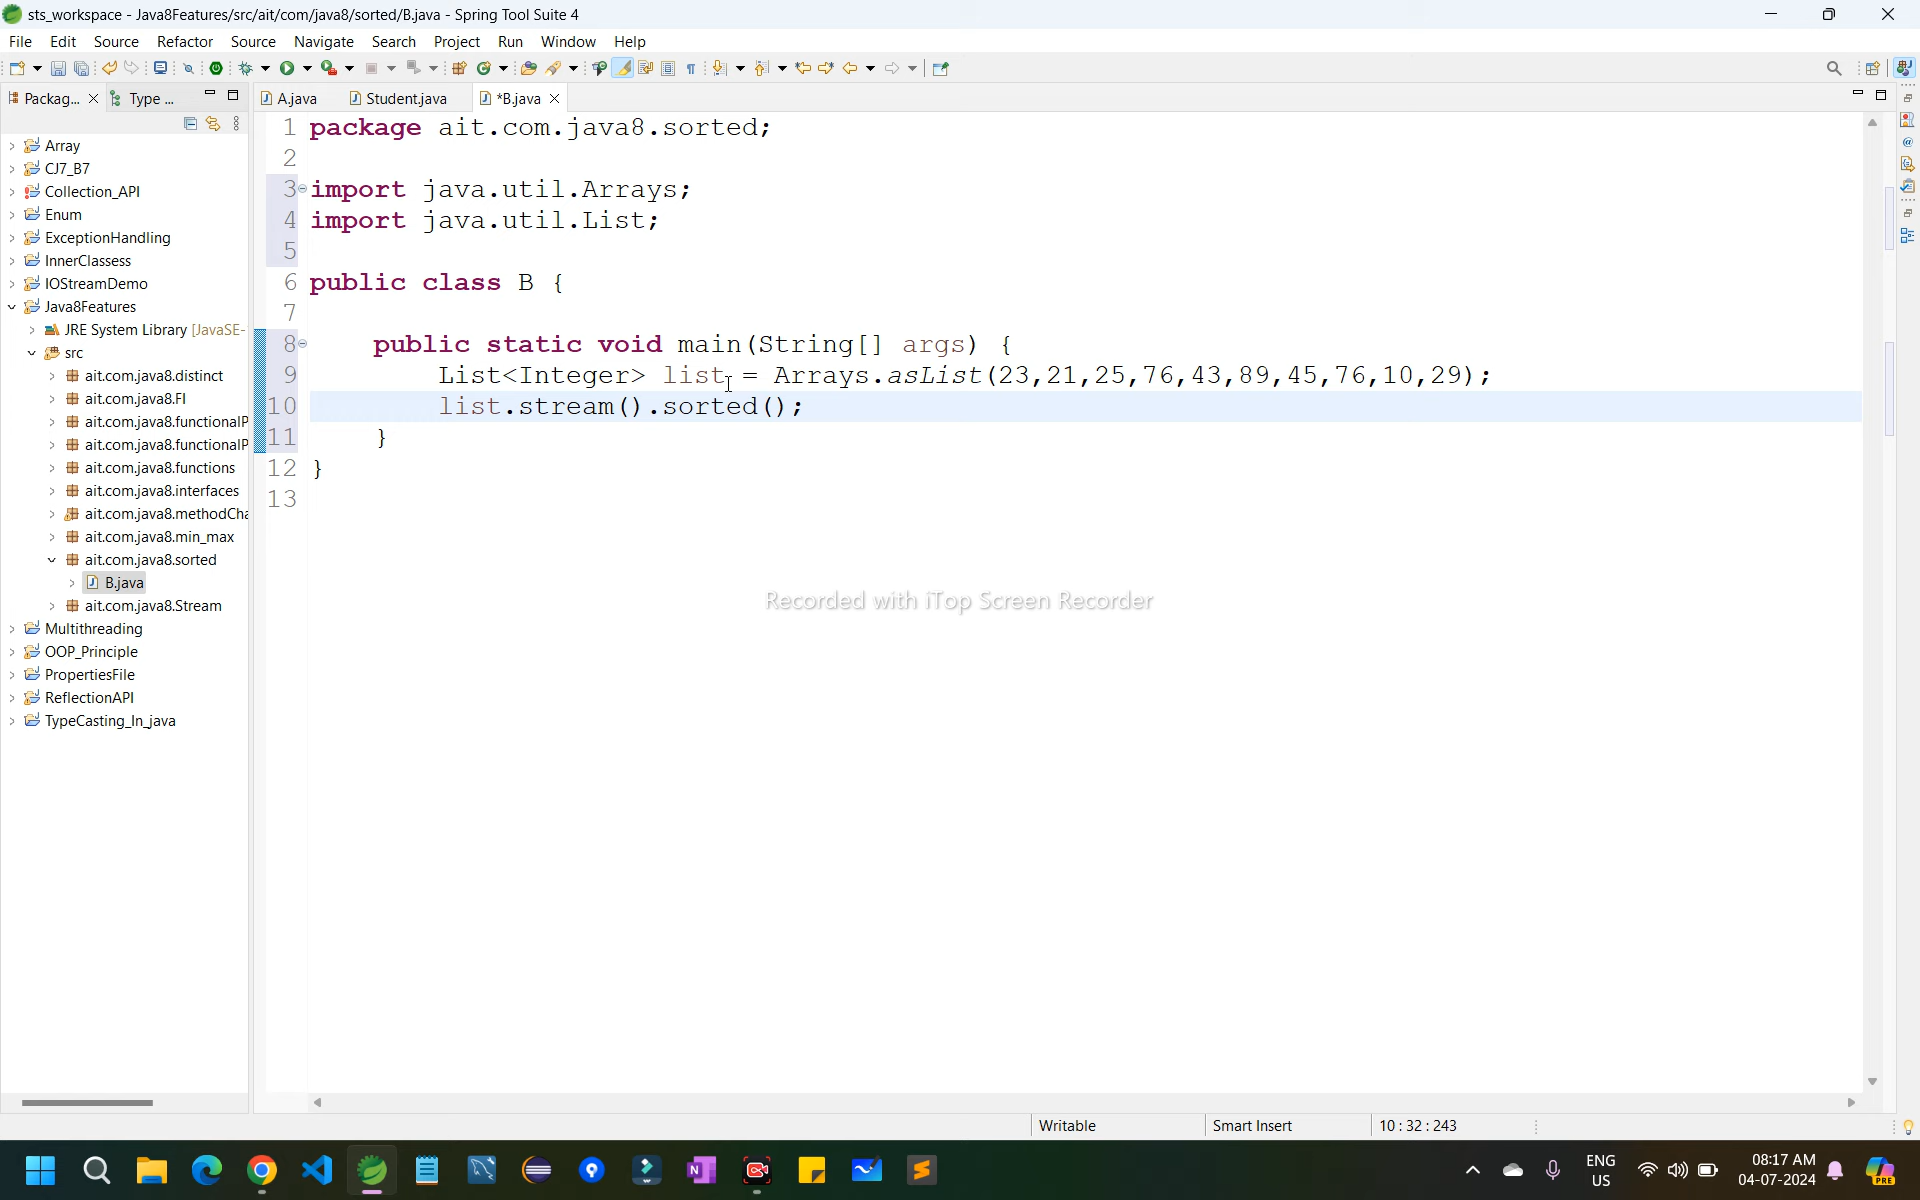 sts_workspace - Java8Features/src/ait/com/java8/sorted/B.java - Spring Tool Suite 4
File Edit Source Refactor Source Navigate Search Project Run Window Help
Packag... Type ... A.java Student.java *B.java
Array
CJ7_B7
Collection_API
Enum
ExceptionHandling
InnerClassess
IOStreamDemo
Java8Features
JRE System Library [JavaSE-
src
ait.com.java8.distinct
ait.com.java8.FI
ait.com.java8.functionalP
ait.com.java8.functionalP
ait.com.java8.functions
ait.com.java8.interfaces
ait.com.java8.methodCha
ait.com.java8.min_max
ait.com.java8.sorted
B.java
ait.com.java8.Stream
Multithreading
OOP_Principle
PropertiesFile
ReflectionAPI
TypeCasting_In_java
1 package ait.com.java8.sorted;
2
3 import java.util.Arrays;
4 import java.util.List;
5
6 public class B {
7
8 public static void main(String[] args) {
9 List<Integer> list = Arrays.asList(23,21,25,76,43,89,45,76,10,29);
10 list.stream().sorted();
11 }
12 }
13
Recorded with iTop Screen Recorder
Writable Smart Insert 10 : 32 : 243
ENG
US
08:17 AM
04-07-2024
PRE